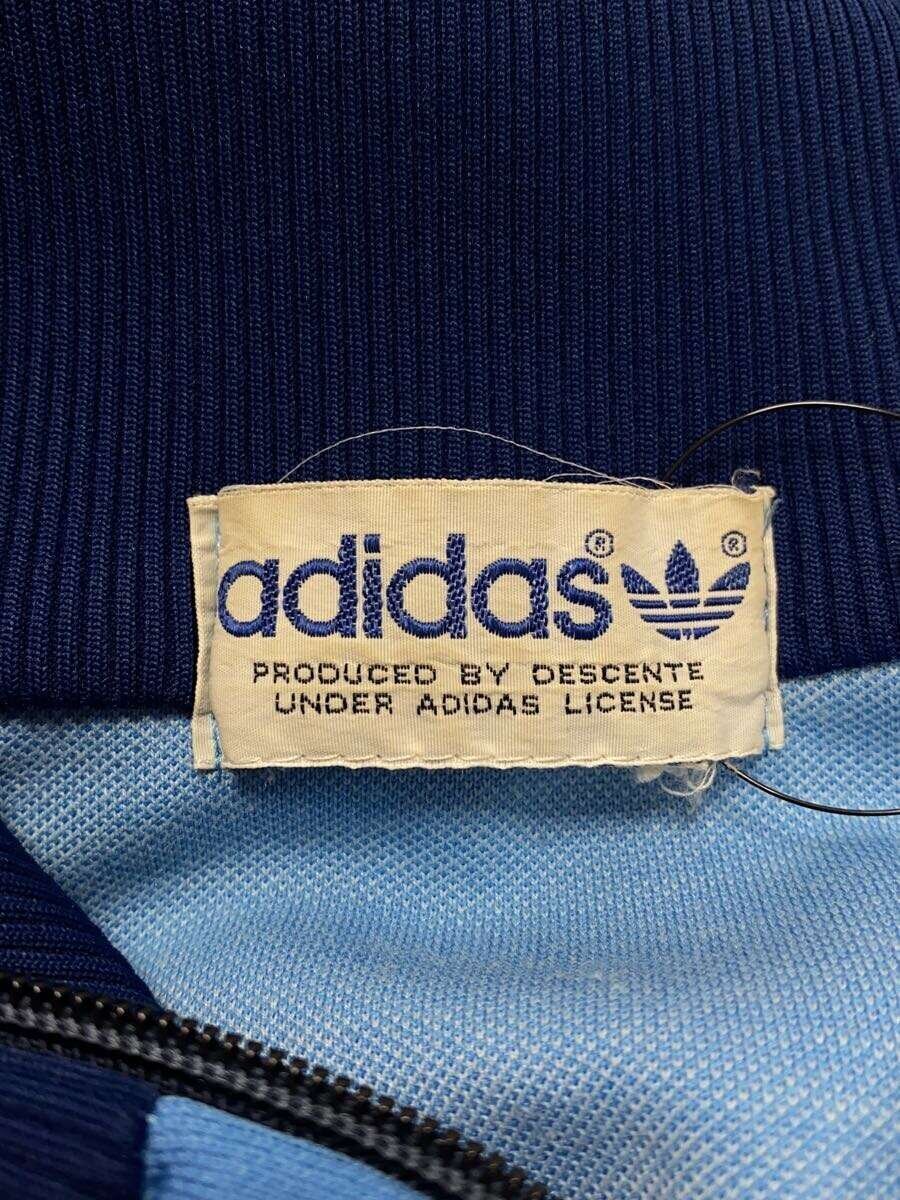 adidas®
®
PRODUCED BY DESCENTE
UNDER ADIDAS LICENSE